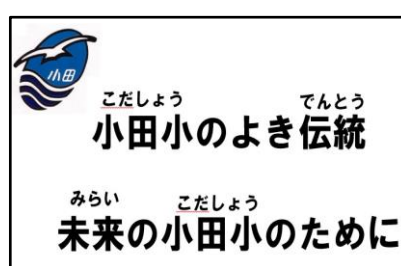 小田
こだしょう でんとう
小田小のよき伝統
みらい こだしょう
未来の小田小のために